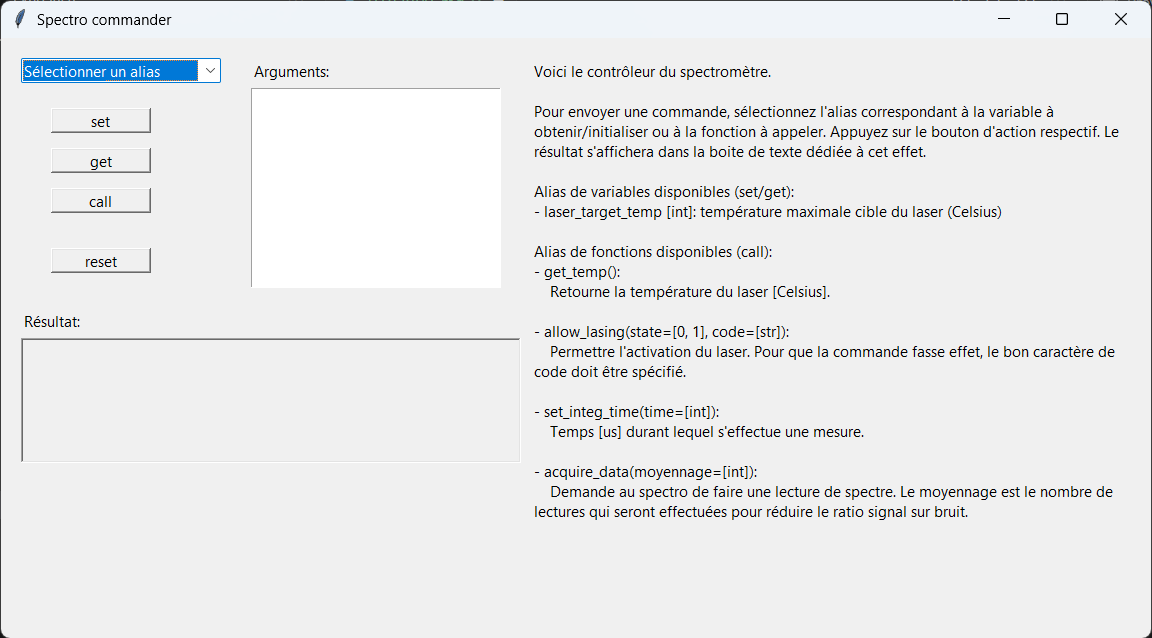 Spectro commander
Sélectionner un alias
Arguments:
set
get
call
reset
Résultat:
Voici le contrôleur du spectromètre.
Pour envoyer une commande, sélectionnez l'alias correspondant à la variable à
obtenir/initialiser ou à la fonction à appeler. Appuyez sur le bouton d'action respectif. Le
résultat s'affichera dans la boite de texte dédiée à cet effet.
Alias de variables disponibles (set/get):
- laser_target_temp [int]: température maximale cible du laser (Celsius)
Alias de fonctions disponibles (call):
- get_temp():
Retourne la température du laser [Celsius].
- allow_lasing(state=[0, 1], code=[str]):
Permettre l'activation du laser. Pour que la commande fasse effet, le bon caractère de
code doit être spécifié.
- set_integ_time(time=[int]):
Temps [us] durant lequel s'effectue une mesure.
- acquire_data(moyennage=[int]):
Demande au spectro de faire une lecture de spectre. Le moyennage est le nombre de
lectures qui seront effectuées pour réduire le ratio signal sur bruit.